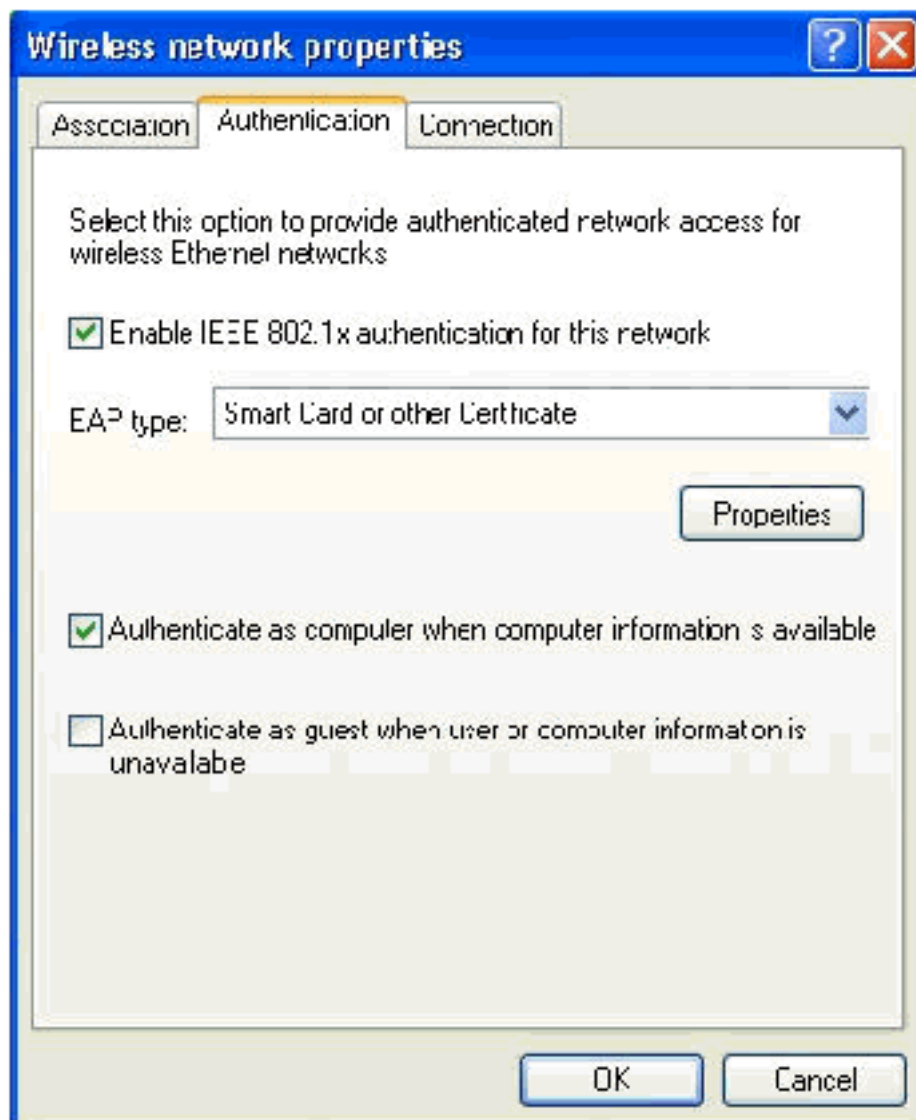 Wireless network properties
Association Authentication Connection
Select this option to provide authenticated network access for
wireless Ethernet networks
Enable IEEE 802.1x authentication for this network
EAP type: Smart Card or other Certificate
Properties
Authenticate as computer when computer information is available
Authenticate as guest when user or computer information is
unavailable
OK Cancel